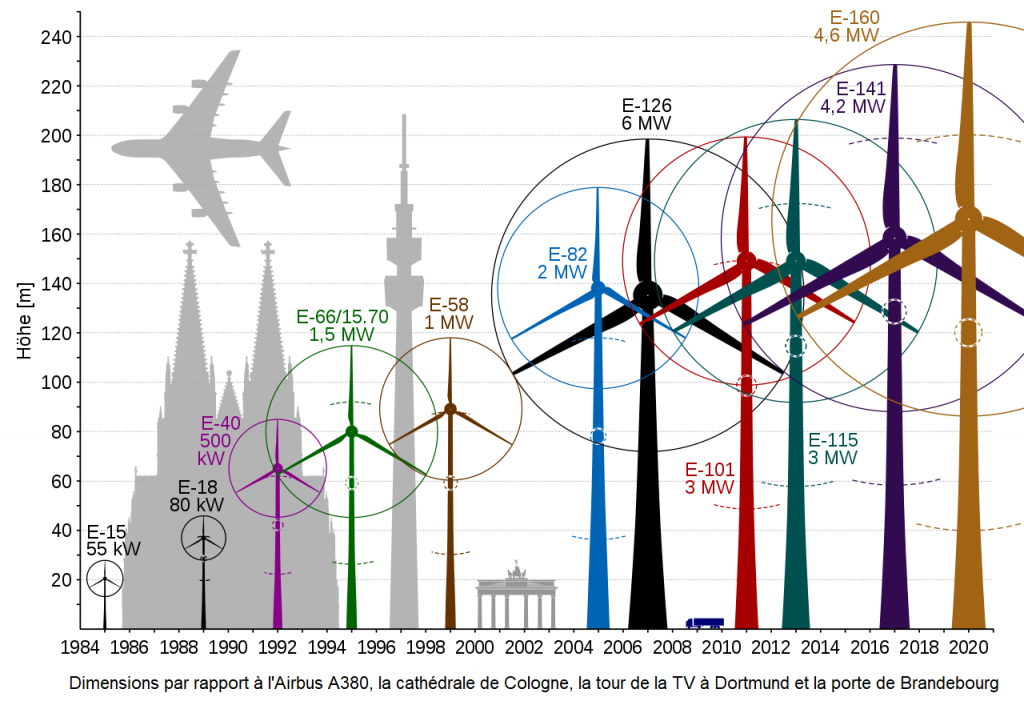 E-160
4,6 MW
240
220
E-141
4,2 MW
E-126
6 MW
200
180
160
E-82
2 MW
140
Höhe [m]
E-66/15.70
1,5 MW
E-58
1 MW
120
100
E-40
500
kW
80
E-115
3 MW
E-101
3 MW
60
E-18
80 kW
40
E-15
55 kW
20
1984 1986 1988 1990 1992 1994 1996 1998 2000 2002 2004 2006 2008 2010 2012 2014 2016 2018 2020
Dimensions par rapport à l'Airbus A380, la cathédrale de Cologne, la tour de la TV à Dortmund et la porte de Brandebourg